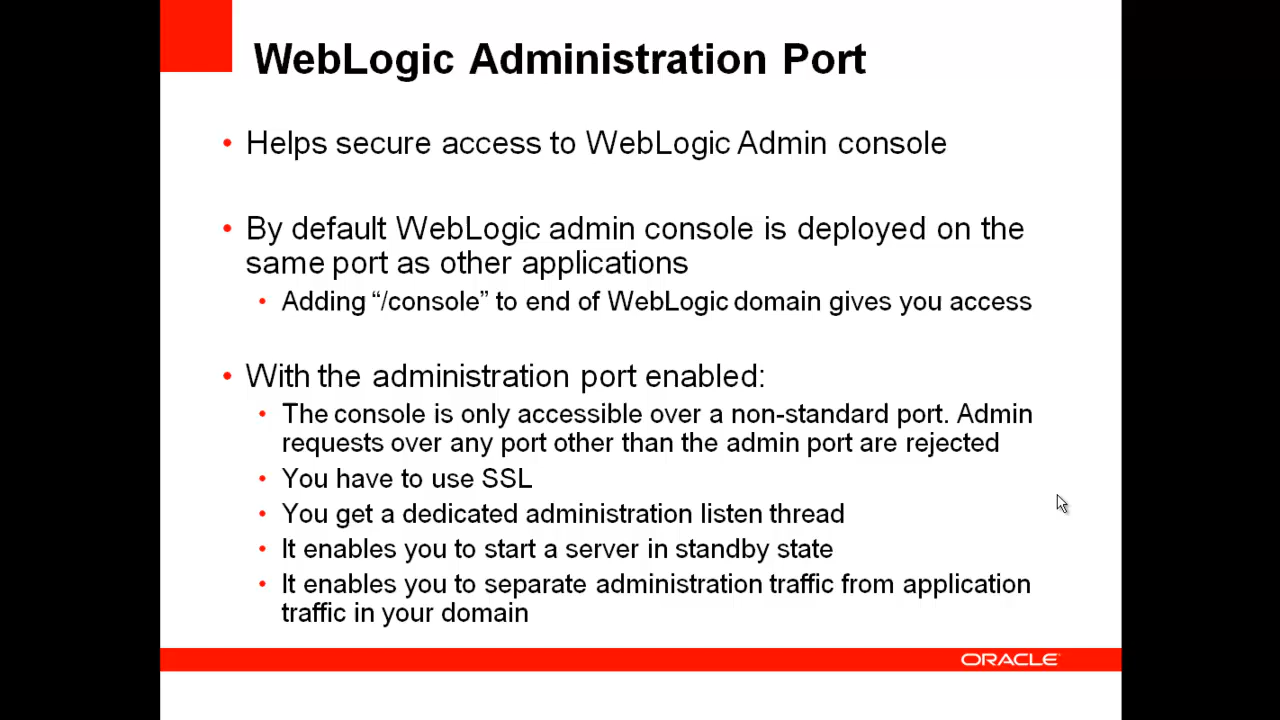 WebLogic Administration Port
• Helps secure access to WebLogic Admin console
• By default WebLogic admin console is deployed on the
same port as other applications
• Adding “/console” to end of WebLogic domain gives you access
• With the administration port enabled:
• The console is only accessible over a non-standard port. Admin
requests over any port other than the admin port are rejected
• You have to use SSL
• You get a dedicated administration listen thread
• It enables you to start a server in standby state
• It enables you to separate administration traffic from application
traffic in your domain
ORACLE